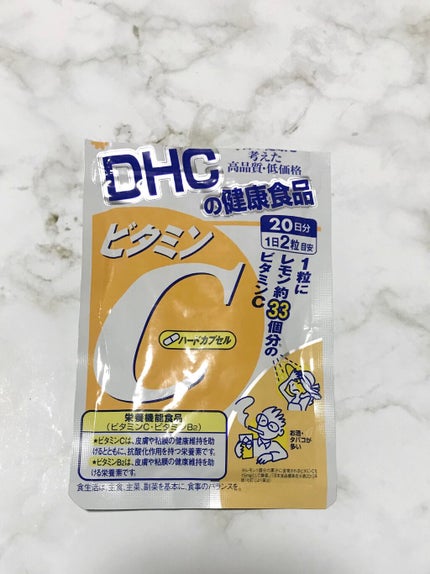 考えた
高品質・低価格
DHC
の健康食品
20日分
1日2粒目安
ビタミン
C
1粒に
レモン約33個分の
ビタミンC
ハードカプセル
お酒・
タバコが
多い
栄養機能食品
(ビタミンC・ビタミンB2)
●ビタミンCは、皮膚や粘膜の健康維持を助
けるとともに、抗酸化作用を持つ栄養素です。
●ビタミンB2は、皮膚や粘膜の健康維持を助
ける栄養素です。
食生活は、主食、主菜、副菜を基本に、食事のバランスを。